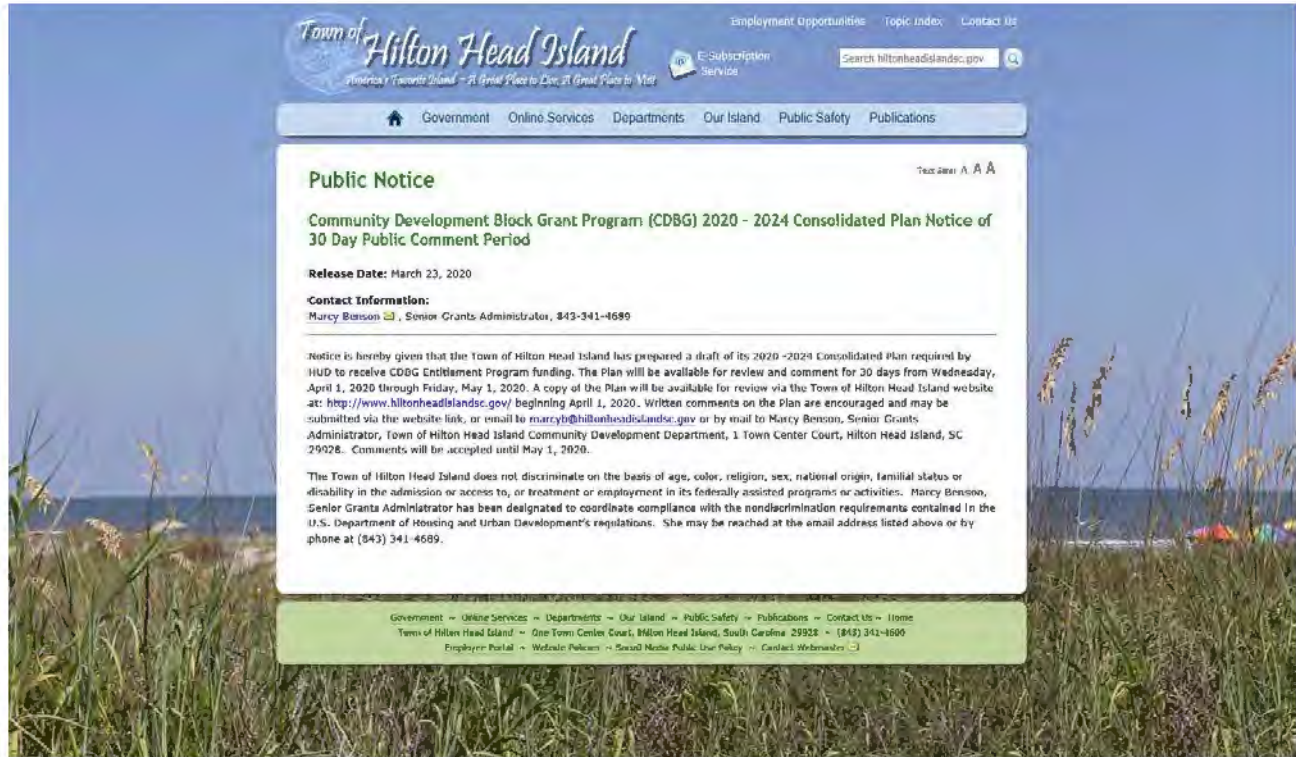 Employment Opportunities Topic Index Contact Us
Town of
Hilton Head Island
America's Favorite Island ~ A Great Place to Live, A Great Place to Visit
E-Subscription
Service
Search hiltonheadislandsc.gov
Government Online Services Departments Our Island Public Safety Publications
Text Size: A A A
Public Notice
Community Development Block Grant Program (CDBG) 2020 - 2024 Consolidated Plan Notice of
30 Day Public Comment Period
Release Date: March 23, 2020
Contact Information:
Marcy Benson , Senior Grants Administrator, 843-341-4689
Notice is hereby given that the Town of Hilton Head Island has prepared a draft of its 2020 -2024 Consolidated Plan required by
HUD to receive CDBG Entitlement Program funding. The Plan will be available for review and comment for 30 days from Wednesday,
April 1, 2020 through Friday, May 1, 2020. A copy of the Plan will be available for review via the Town of Hilton Head Island website
at: http://www.hiltonheadislandsc.gov/ beginning April 1, 2020. Written comments on the Plan are encouraged and may be
submitted via the website link, or email to marcyb@hiltonheadislandsc.gov or by mail to Marcy Benson, Senior Grants
Administrator, Town of Hilton Head Island Community Development Department, 1 Town Center Court, Hilton Head Island, SC
29928. Comments will be accepted until May 1, 2020.
The Town of Hilton Head Island does not discriminate on the basis of age, color, religion, sex, national origin, familial status or
disability in the admission or access to, or treatment or employment in its federally assisted programs or activities. Marcy Benson,
Senior Grants Administrator has been designated to coordinate compliance with the nondiscrimination requirements contained in the
U.S. Department of Housing and Urban Development's regulations. She may be reached at the email address listed above or by
phone at (843) 341-4689.
Government ~ Online Services ~ Departments ~ Our Island ~ Public Safety ~ Publications ~ Contact Us ~ Home
Town of Hilton Head Island ~ One Town Center Court, Hilton Head Island, South Carolina 29928 ~ (843) 341-4600
Employee Portal ~ Website Policies ~ Social Media Public Use Policy ~ Contact Webmaster